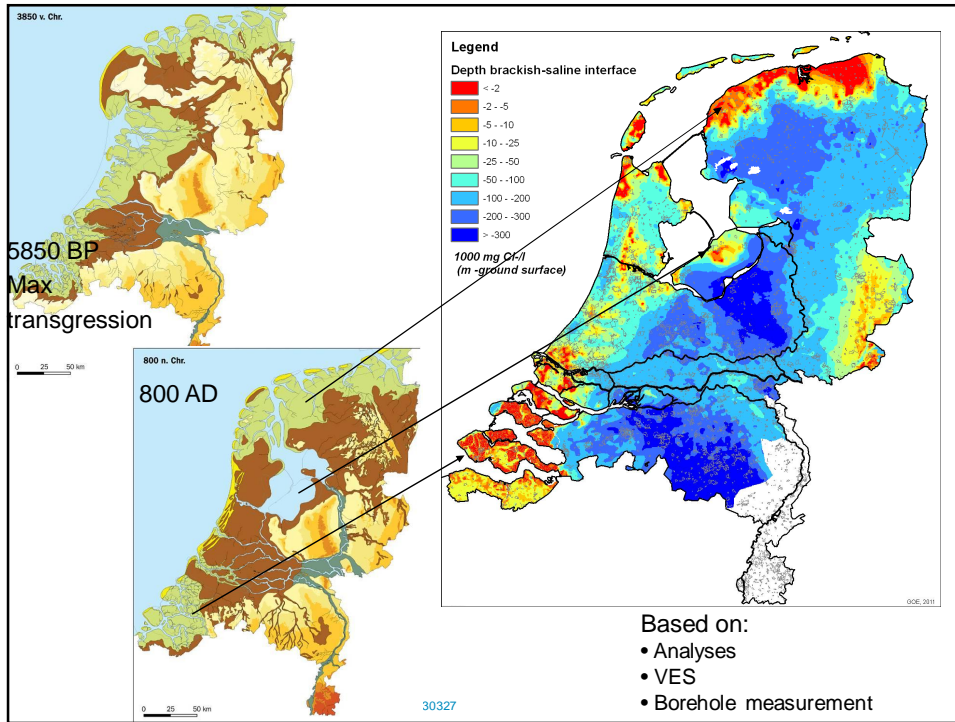 3850 v. Chr.
5850 BP
Max
transgression
0 25 50 km
800 n. Chr.
800 AD
0 25 50 km
Legend
Depth brackish-saline interface
< -2
-2 - -5
-5 - -10
-10 - -25
-25 - -50
-50 - -100
-100 - -200
-200 - -300
> -300
1000 mg Cl-/l
(m -ground surface)
GOE, 2011
Based on:
• Analyses
• VES
• Borehole measurement
30327